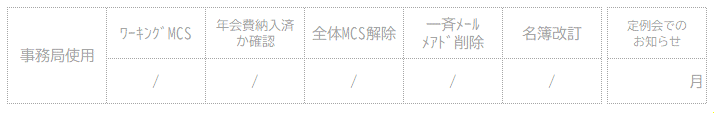 事務局使用
ﾜｰｷﾝｸﾞMCS
年会費納入済
か確認
全体MCS解除
一斉ﾒｰﾙ
ﾒｱﾄﾞ削除
名簿改訂
定例会での
お知らせ
/
/
/
/
/
月